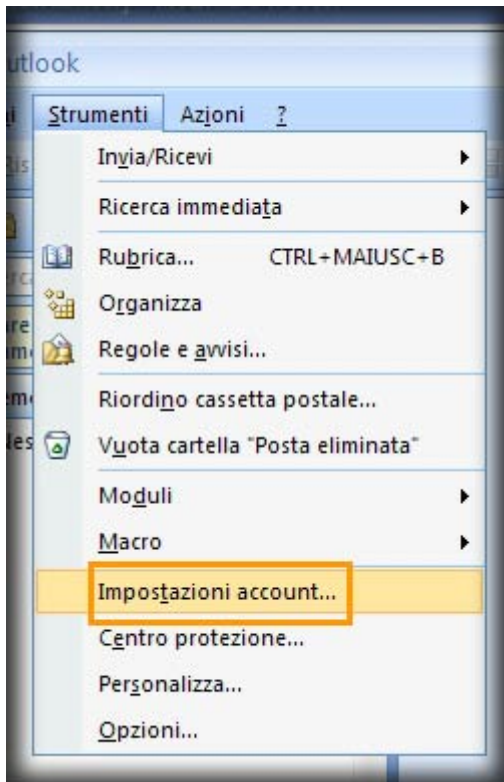 utlook
i Strumenti Azioni ?
Ris
Invia/Ricevi
Ricerca immediata
Rubrica... CTRL+MAIUSC+B
Organizza
Regole e avvisi...
Riordino cassetta postale...
Vuota cartella "Posta eliminata"
Moduli
Macro
Impostazioni account...
Centro protezione...
Personalizza...
Opzioni...